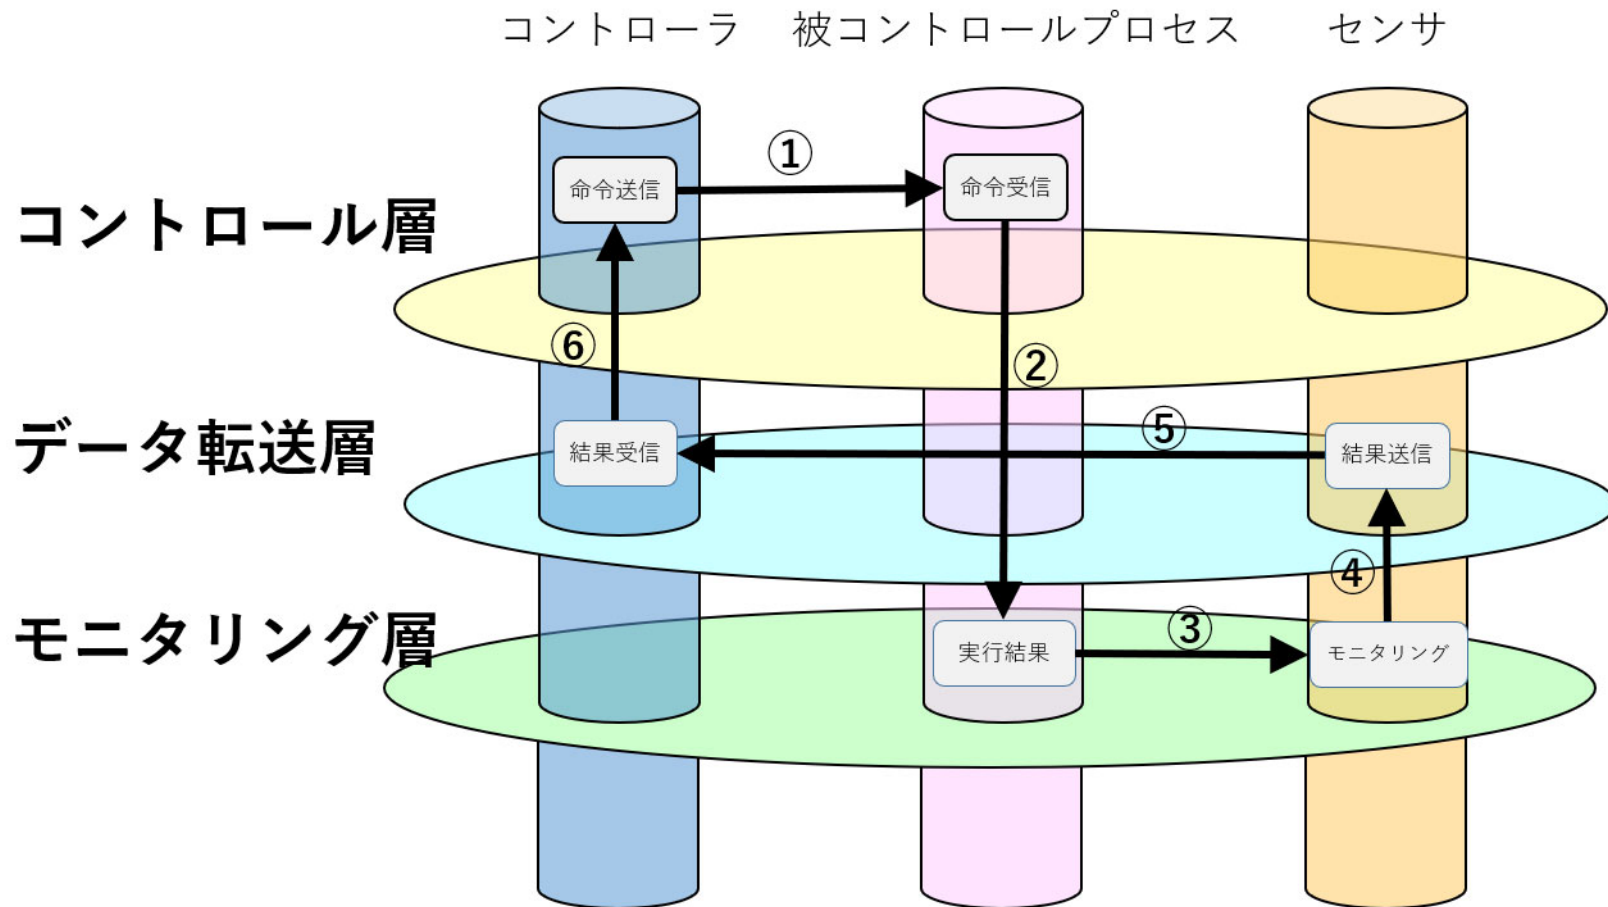 コントローラ 被コントロールプロセス センサ
①
命令送信 命令受信
コントロール層
⑥ ②
データ転送層
⑤
結果受信 結果送信
④
モニタリング層
③
実行結果 モニタリング